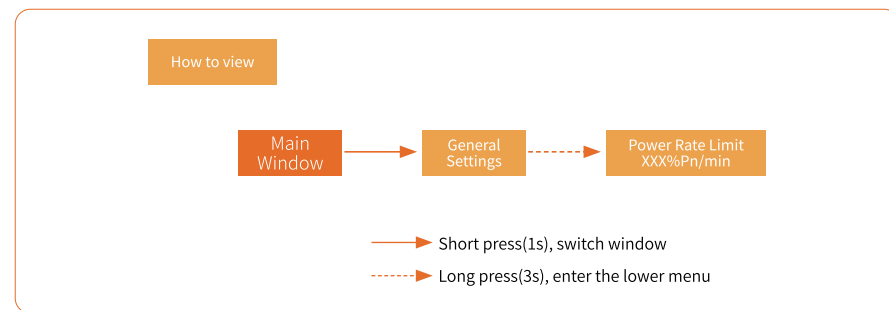 How to view
Main
Window
General
Settings
Power Rate Limit
XXX%Pn/min
Short press(1s), switch window
Long press(3s), enter the lower menu